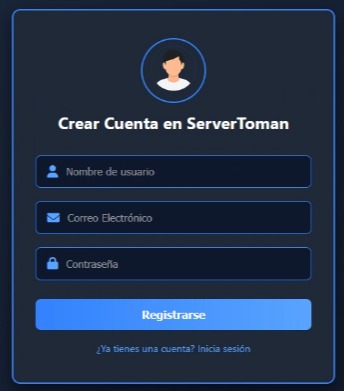 Crear Cuenta en ServerToman
Nombre de usuario
Correo Electrónico
Contraseña
Registrarse
¿Ya tienes una cuenta? Inicia sesión